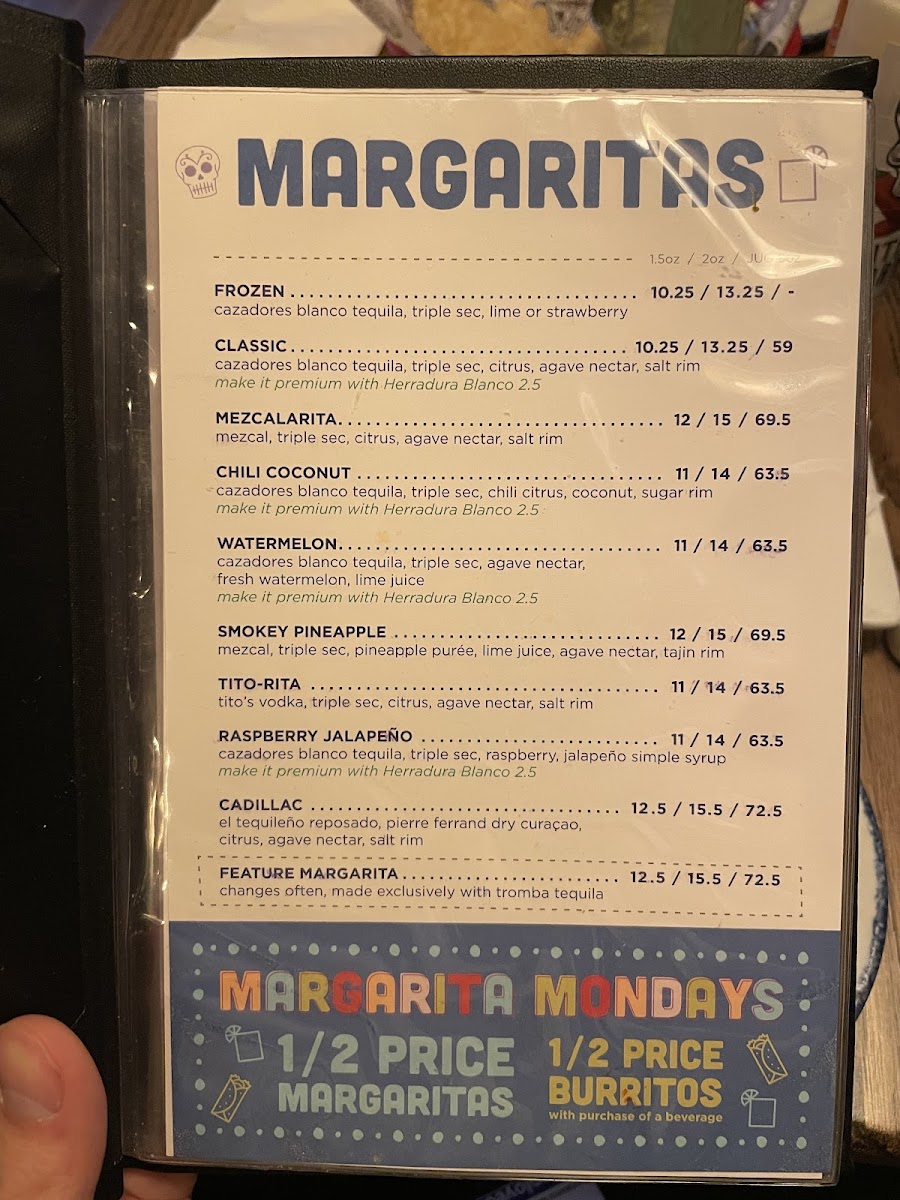 MARGARITAS
1.5oz / 2oz / JUG
FROZEN ........................................ 10.25 / 13.25 / -
cazadores blanco tequila, triple sec, lime or strawberry
CLASSIC ....................................... 10.25 / 13.25 / 59
cazadores blanco tequila, triple sec, citrus, agave nectar, salt rim
make it premium with Herradura Blanco 2.5
MEZCALARITA..................................... 12 / 15 / 69.5
mezcal, triple sec, citrus, agave nectar, salt rim
CHILI COCONUT .................................. 11 / 14 / 63.5
cazadores blanco tequila, triple sec, chili citrus, coconut, sugar rim
make it premium with Herradura Blanco 2.5
WATERMELON..................................... 11 / 14 / 63.5
cazadores blanco tequila, triple sec, agave nectar,
fresh watermelon, lime juice
make it premium with Herradura Blanco 2.5
SMOKEY PINEAPPLE .............................. 12 / 15 / 69.5
mezcal, triple sec, pineapple purée, lime juice, agave nectar, tajin rim
TITO-RITA ....................................... 11 / 14 / 63.5
tito's vodka, triple sec, citrus, agave nectar, salt rim
RASPBERRY JALAPEÑO ........................... 11 / 14 / 63.5
cazadores blanco tequila, triple sec, raspberry, jalapeño simple syrup
make it premium with Herradura Blanco 2.5
CADILLAC .................................... 12.5 / 15.5 / 72.5
el tequileño reposado, pierre ferrand dry curaçao,
citrus, agave nectar, salt rim
FEATURE MARGARITA......................... 12.5 / 15.5 / 72.5
changes often, made exclusively with tromba tequila
MARGARITA MONDAYS
1/2 PRICE
MARGARITAS
1/2 PRICE
BURRITOS
with purchase of a beverage